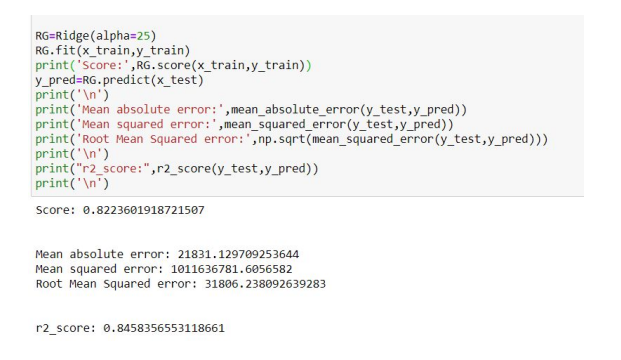 RG=Ridge(alpha=25)
RG.fit(x_train,y_train)
print('Score:',RG.score(x_train,y_train))
y_pred=RG.predict(x_test)
print('\n')
print('Mean absolute error:',mean_absolute_error(y_test,y_pred))
print('Mean squared error:',mean_squared_error(y_test,y_pred))
print('Root Mean Squared error:',np.sqrt(mean_squared_error(y_test,y_pred)))
print('\n')
print("r2_score:",r2_score(y_test,y_pred))
print('\n')
Score: 0.8223601918721507
Mean absolute error: 21831.129709253644
Mean squared error: 1011636781.6056582
Root Mean Squared error: 31806.238092639283
r2_score: 0.8458356553118661